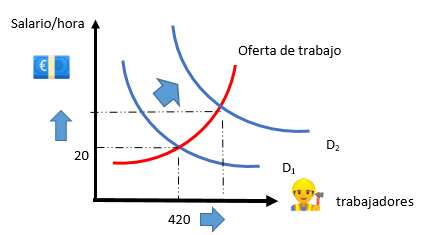 Salario/hora
Oferta de trabajo
€
D2
20
D1
trabajadores
420